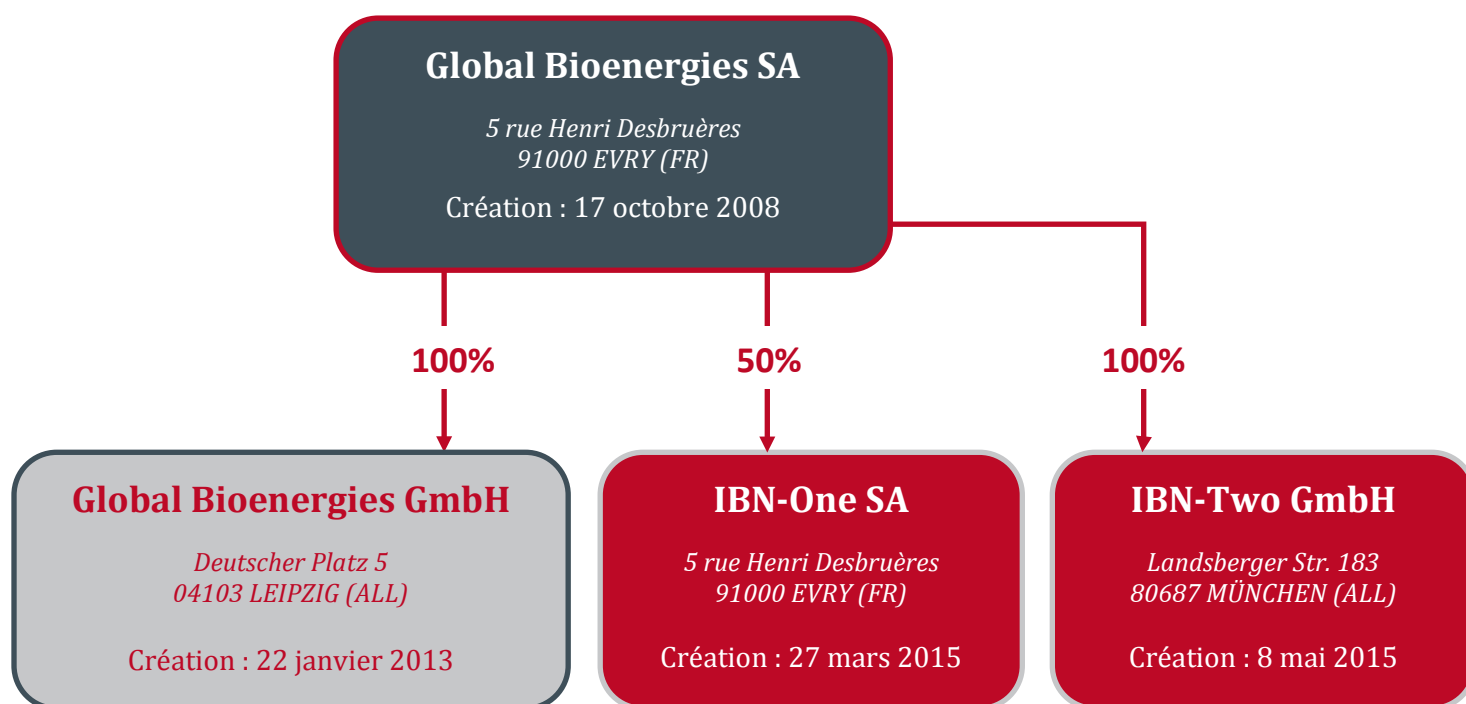 Global Bioenergies SA
5 rue Henri Desbruères
91000 EVRY (FR)
Création : 17 octobre 2008
100%
50%
100%
Global Bioenergies GmbH
Deutscher Platz 5
04103 LEIPZIG (ALL)
Création : 22 janvier 2013
IBN-One SA
5 rue Henri Desbruères
91000 EVRY (FR)
Création : 27 mars 2015
IBN-Two GmbH
Landsberger Str. 183
80687 MÜNCHEN (ALL)
Création : 8 mai 2015